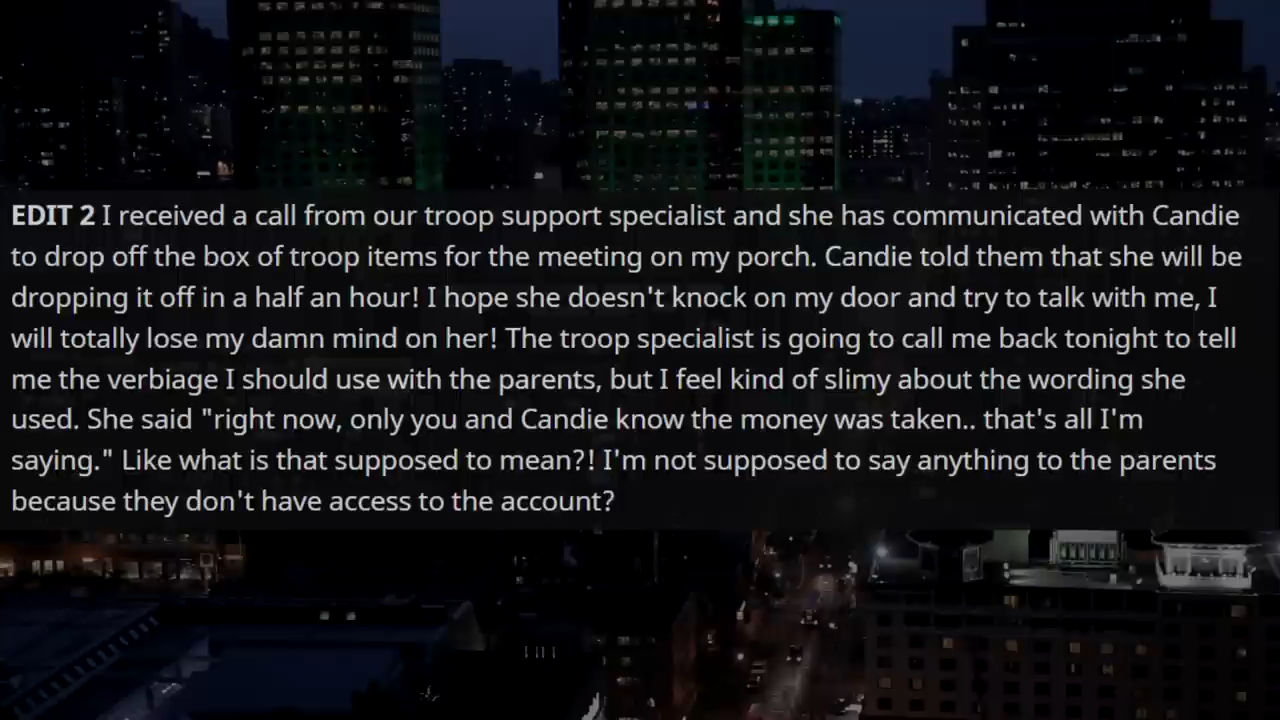 EDIT 2 I received a call from our troop support specialist and she has communicated with Candie
to drop off the box of troop items for the meeting on my porch. Candie told them that she will be
dropping it off in a half an hour! I hope she doesn't knock on my door and try to talk with me, I
will totally lose my damn mind on her! The troop specialist is going to call me back tonight to tell
me the verbiage I should use with the parents, but I feel kind of slimy about the wording she
used. She said "right now, only you and Candie know the money was taken.. that's all I'm
saying." Like what is that supposed to mean?! I'm not supposed to say anything to the parents
because they don't have access to the account?